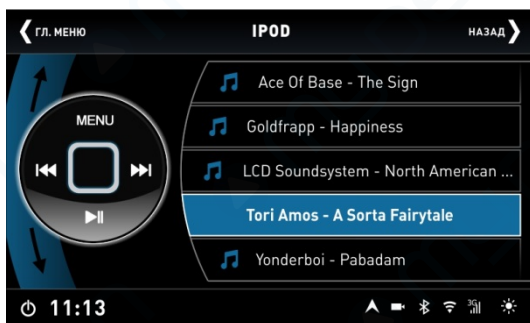 ГЛ. МЕНЮ IPOD НАЗАД
Ace Of Base - The Sign
MENU
Goldfrapp - Happiness
LCD Soundsystem - North American ...
Tori Amos - A Sorta Fairytale
Yonderboi - Pabadam
11:13 3G